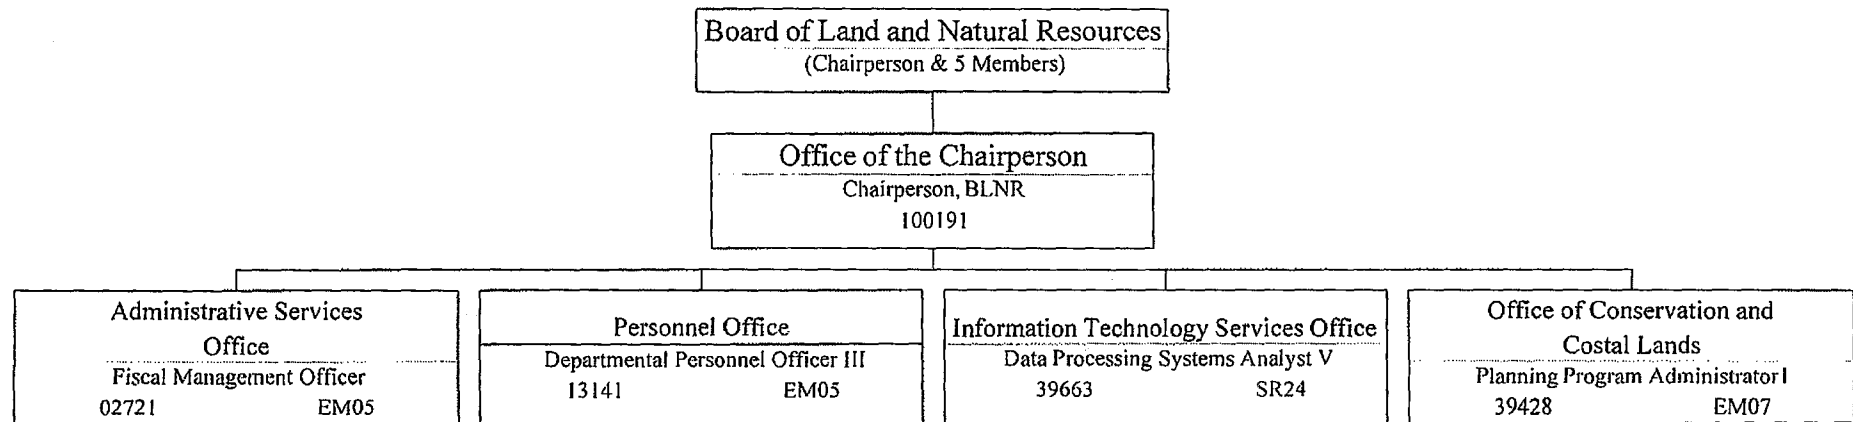 Board of Land and Natural Resources
(Chairperson & 5 Members)
Office of the Chairperson
Chairperson, BLNR
100191
Administrative Services
Office
Fiscal Management Officer
02721 EM05
Personnel Office
Departmental Personnel Officer III
13141 EM05
Information Technology Services Office
Data Processing Systems Analyst V
39663 SR24
Office of Conservation and
Costal Lands
Planning Program Administrator I
39428 EM07